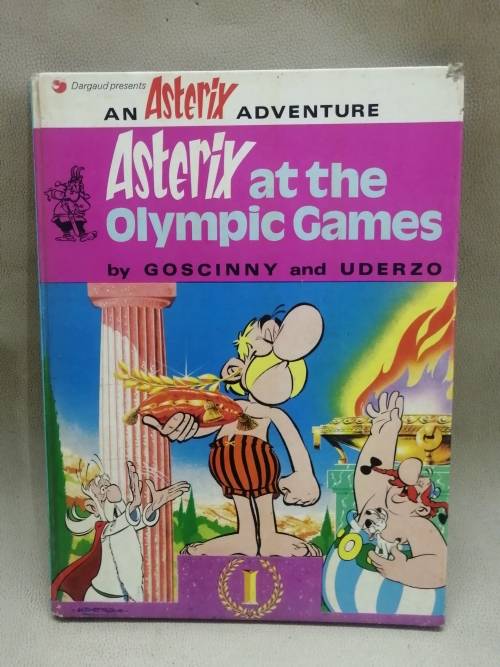 Dargaud presents
AN Asterix ADVENTURE
Asterix at the
Olympic Games
by GOSCINNY and UDERZO
I